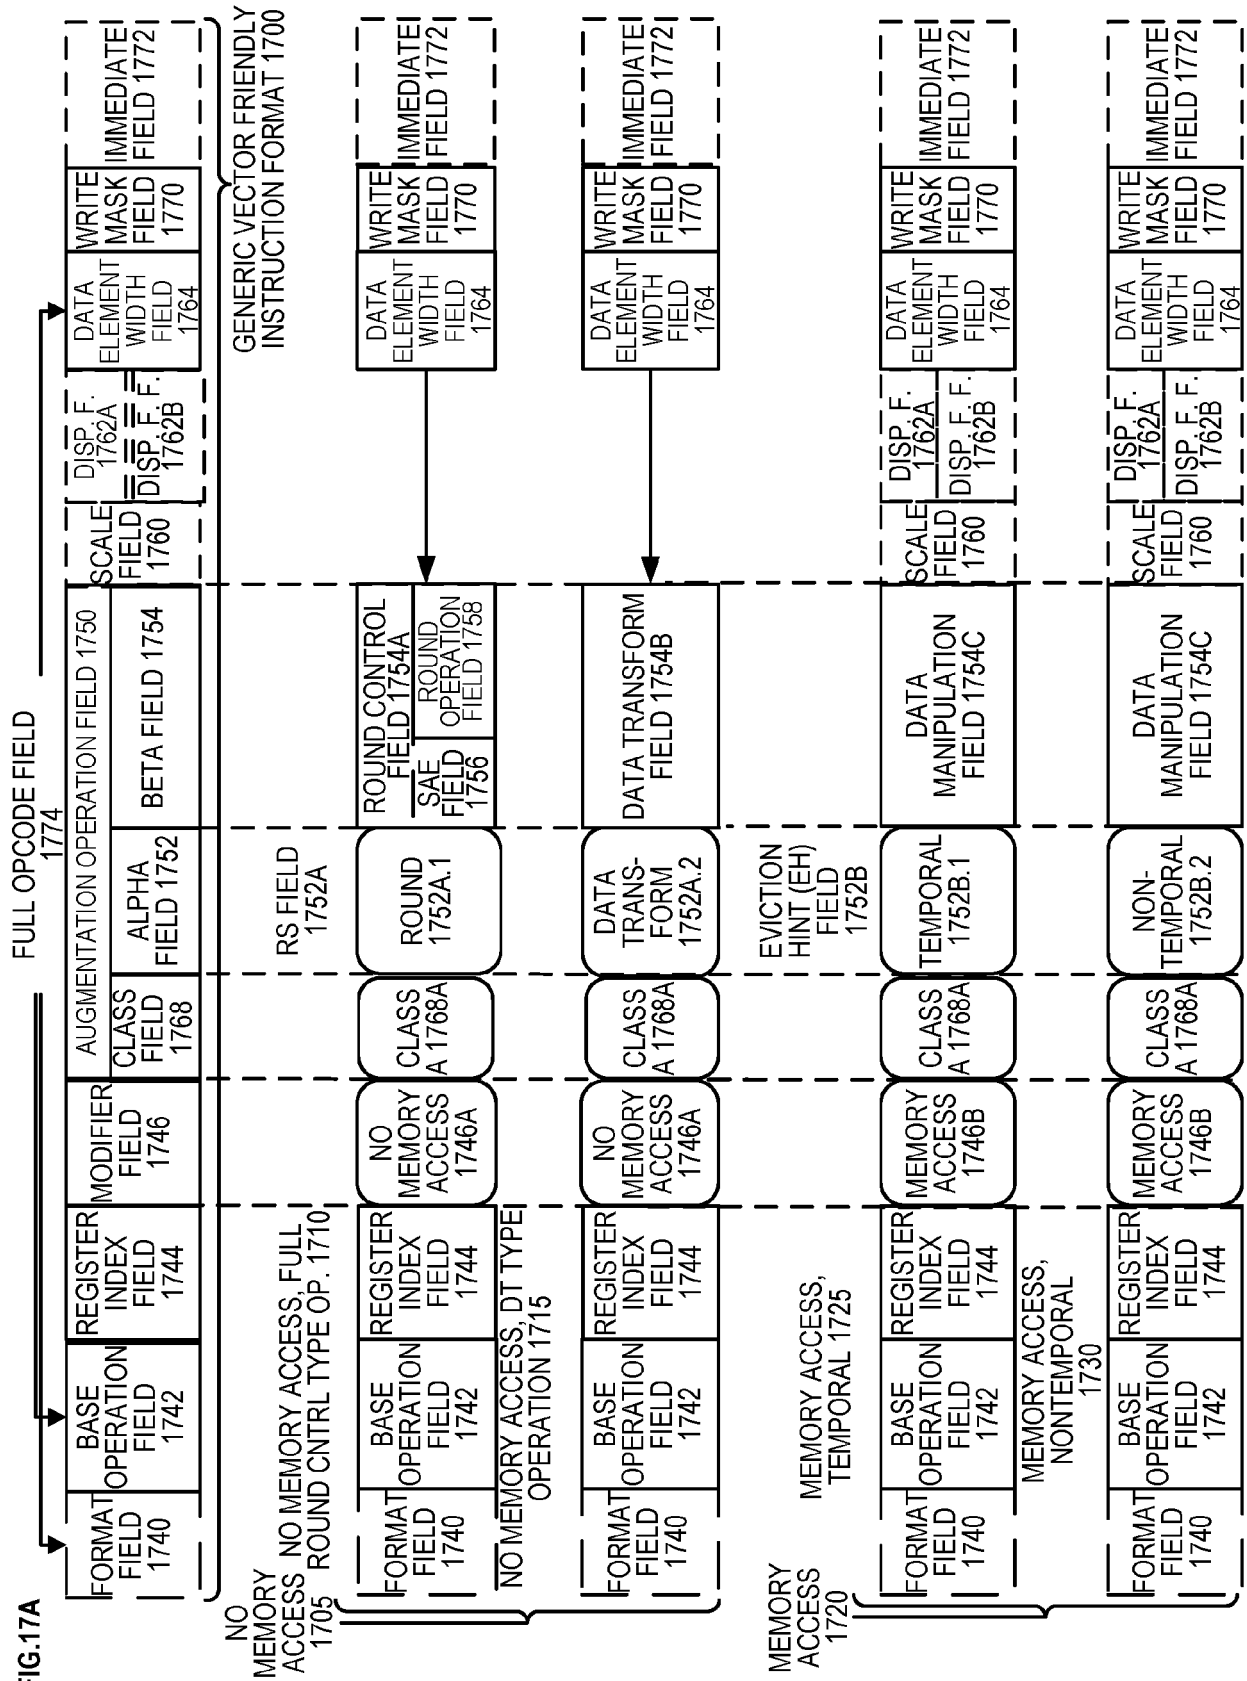 FIG.17A
FULL OPCODE FIELD
1774
FORMAT
FIELD
1740
BASE
OPERATION
FIELD
1742
REGISTER
INDEX
FIELD
1744
MODIFIER
FIELD
1746
AUGMENTATION OPERATION FIELD 1750
CLASS
FIELD
1768
ALPHA
FIELD 1752
BETA FIELD 1754
SCALE
FIELD
1760
DISP. F.
1762A
DISP. F. F.
1762B
DATA
ELEMENT
WIDTH
FIELD
1764
WRITE
MASK
FIELD
1770
IMMEDIATE
FIELD 1772
GENERIC VECTOR FRIENDLY
INSTRUCTION FORMAT 1700
NO
MEMORY
ACCESS
1705
NO MEMORY ACCESS, FULL
ROUND CNTRL TYPE OP. 1710
RS FIELD
1752A
FORMAT
FIELD
1740
BASE
OPERATION
FIELD
1742
REGISTER
INDEX
FIELD
1744
NO
MEMORY
ACCESS
1746A
CLASS
A 1768A
ROUND
1752A.1
ROUND CONTROL
FIELD 1754A
SAE
FIELD
1756
ROUND
OPERATION
FIELD 1758
DATA
ELEMENT
WIDTH
FIELD
1764
WRITE
MASK
FIELD
1770
IMMEDIATE
FIELD 1772
NO MEMORY ACCESS, DT TYPE
OPERATION 1715
FORMAT
FIELD
1740
BASE
OPERATION
FIELD
1742
REGISTER
INDEX
FIELD
1744
NO
MEMORY
ACCESS
1746A
CLASS
A 1768A
DATA
TRANS-
FORM
1752A.2
DATA TRANSFORM
FIELD 1754B
DATA
ELEMENT
WIDTH
FIELD
1764
WRITE
MASK
FIELD
1770
IMMEDIATE
FIELD 1772
MEMORY
ACCESS
1720
MEMORY ACCESS,
TEMPORAL 1725
EVICTION
HINT (EH)
FIELD
1752B
FORMAT
FIELD
1740
BASE
OPERATION
FIELD
1742
REGISTER
INDEX
FIELD
1744
MEMORY
ACCESS
1746B
CLASS
A 1768A
TEMPORAL
1752B.1
DATA
MANIPULATION
FIELD 1754C
SCALE
FIELD
1760
DISP. F.
1762A
DISP. F. F.
1762B
DATA
ELEMENT
WIDTH
FIELD
1764
WRITE
MASK
FIELD
1770
IMMEDIATE
FIELD 1772
MEMORY ACCESS,
NONTEMPORAL
1730
FORMAT
FIELD
1740
BASE
OPERATION
FIELD
1742
REGISTER
INDEX
FIELD
1744
MEMORY
ACCESS
1746B
CLASS
A 1768A
NON-
TEMPORAL
1752B.2
DATA
MANIPULATION
FIELD 1754C
SCALE
FIELD
1760
DISP. F.
1762A
DISP. F. F.
1762B
DATA
ELEMENT
WIDTH
FIELD
1764
WRITE
MASK
FIELD
1770
IMMEDIATE
FIELD 1772